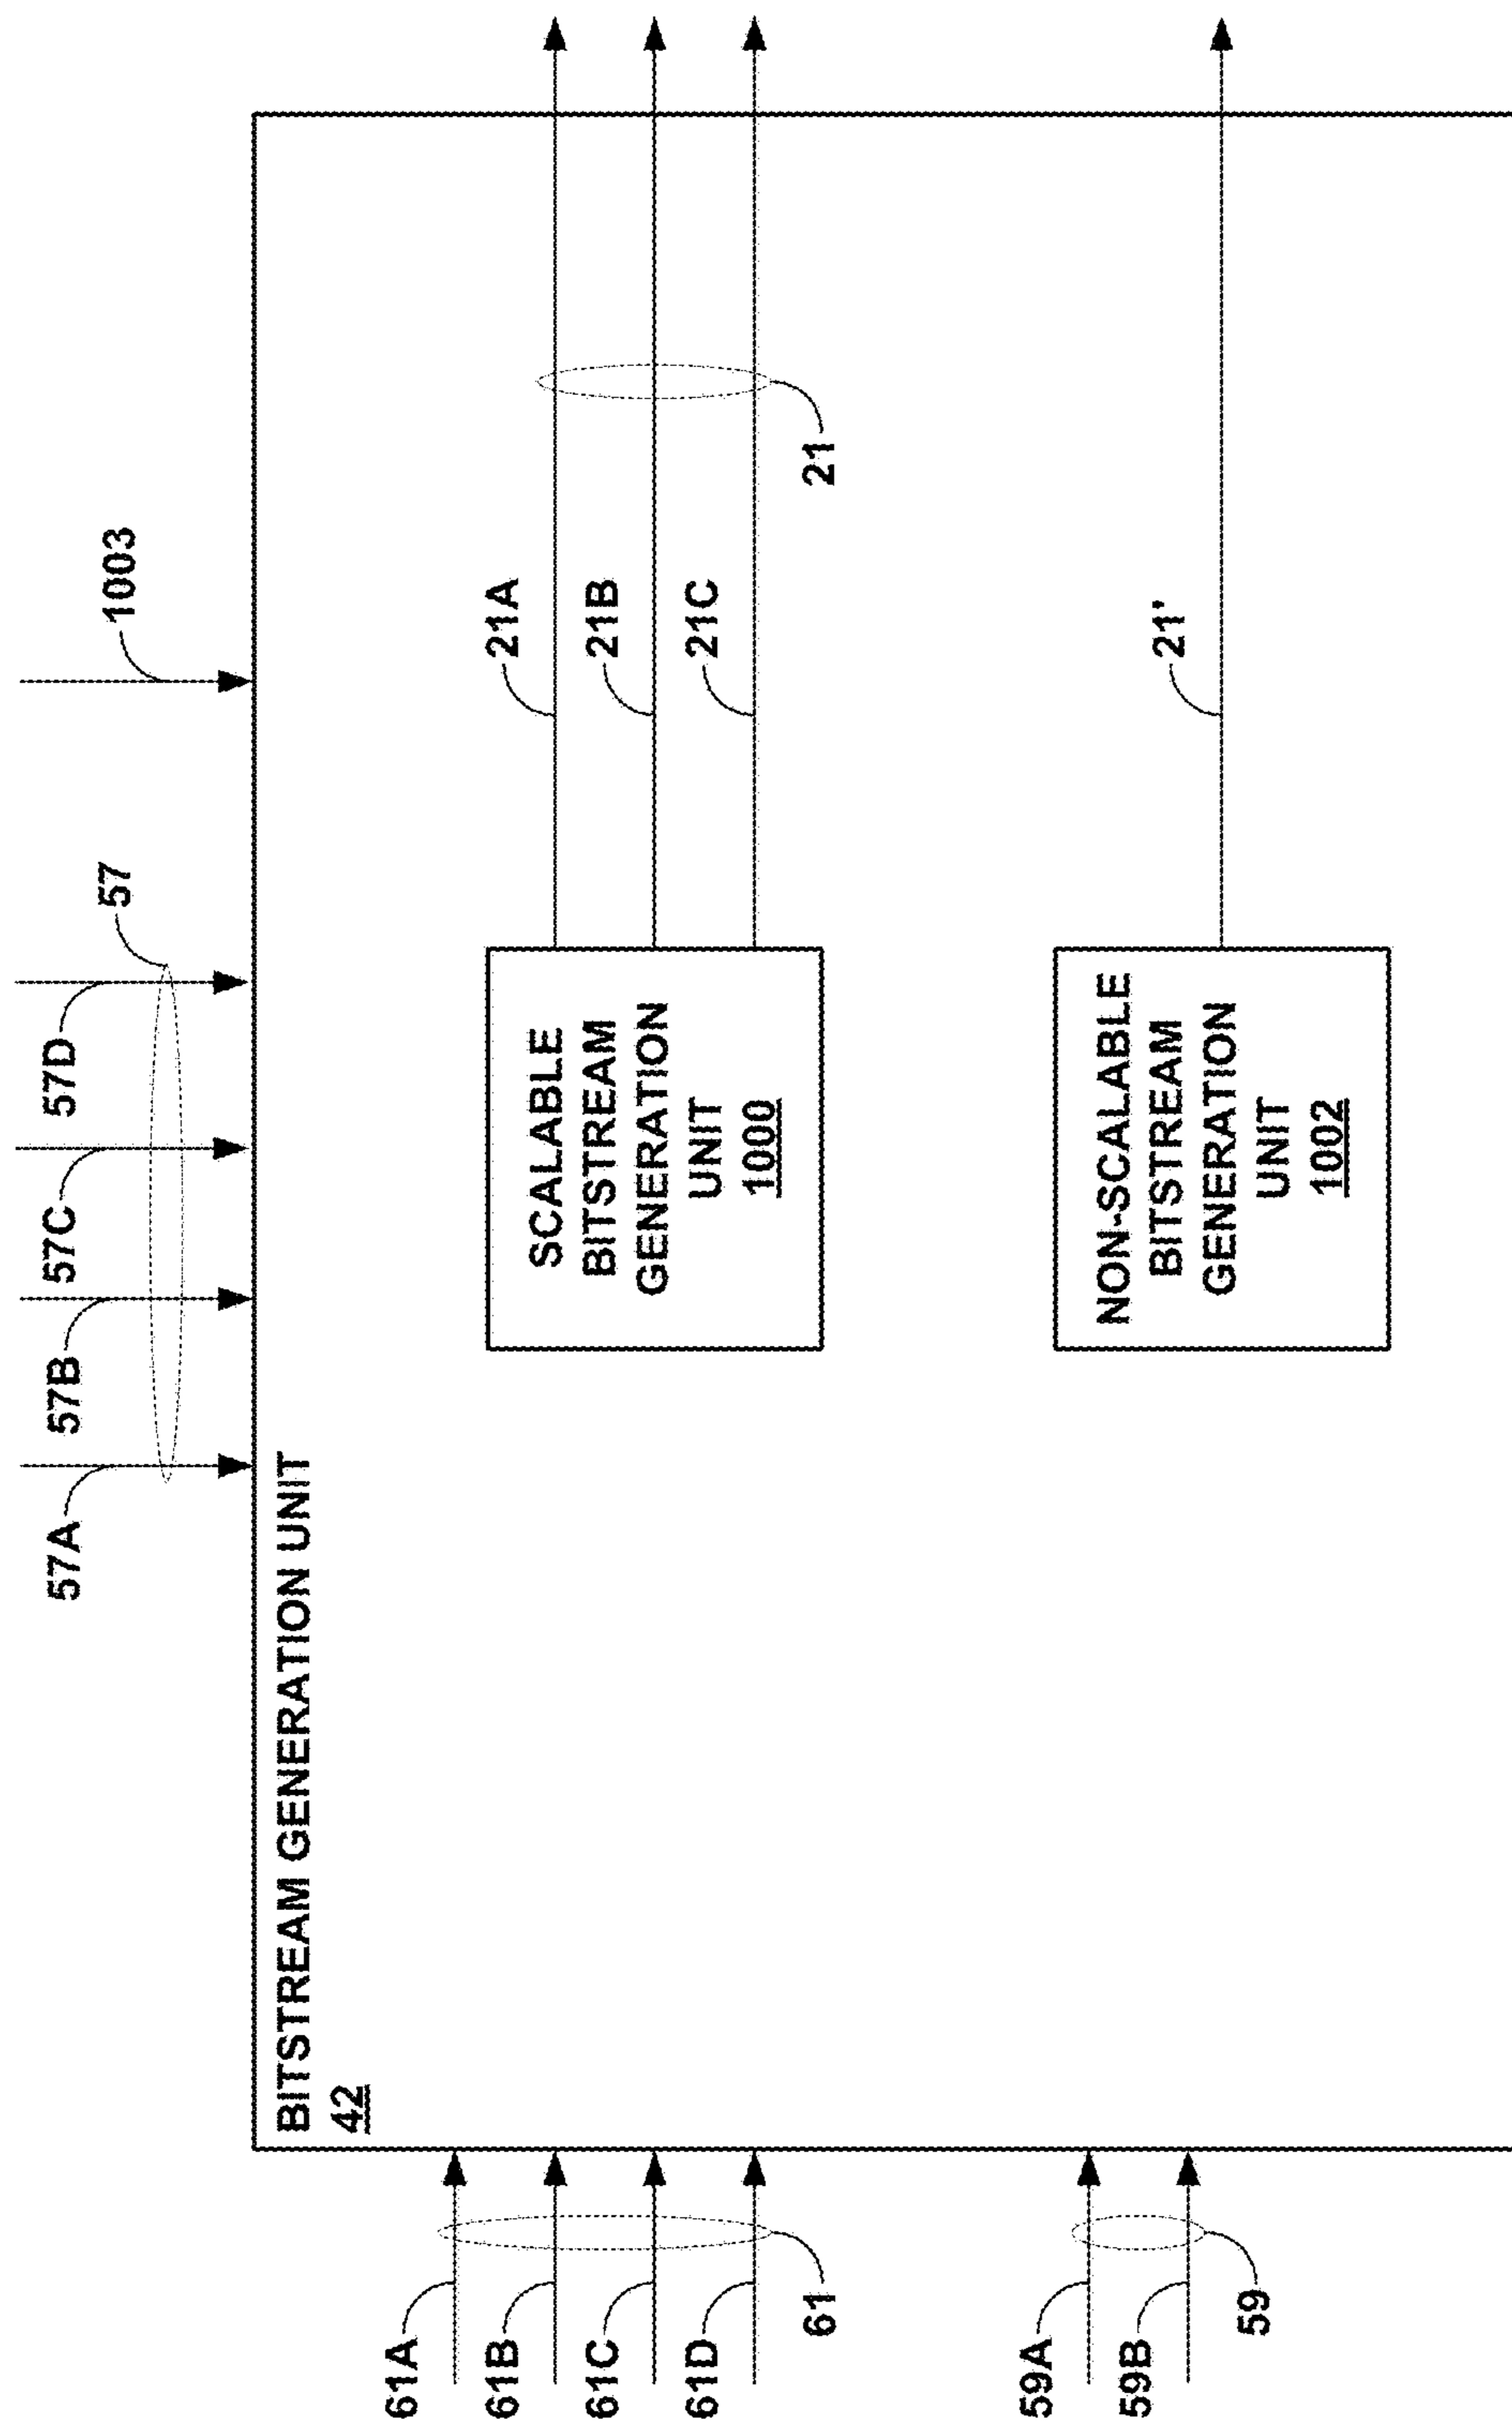 57A
57B
57C
57D
57
1003
BITSTREAM GENERATION UNIT
42
61A
61B
61C
61D
61
59A
59B
59
SCALABLE
BITSTREAM
GENERATION
UNIT
1000
21A
21B
21C
21
NON-SCALABLE
BITSTREAM
GENERATION
UNIT
1002
21'